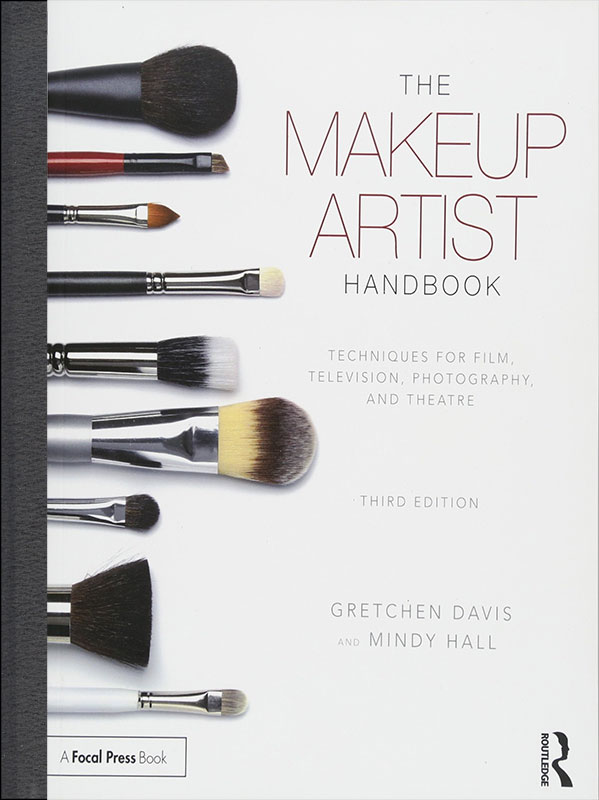 THE
MAKEUP
ARTIST
HANDBOOK
TECHNIQUES FOR FILM,
TELEVISION, PHOTOGRAPHY,
AND THEATRE
THIRD EDITION
GRETCHEN DAVIS
AND MINDY HALL
A Focal Press Book
ROUTLEDGE